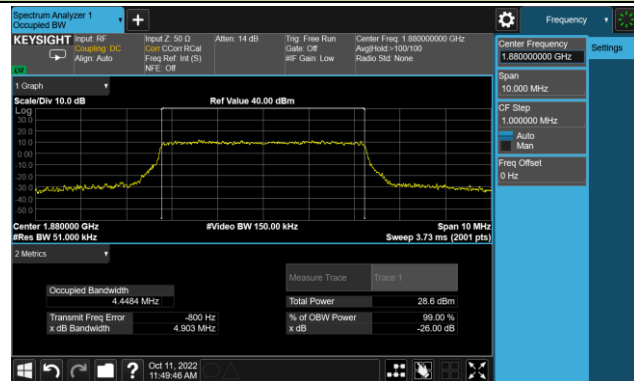 Spectrum Analyzer 1
Occupied BW
Frequency
KEYSIGHT Input: RF Input Z: 50 Ω Atten: 14 dB Trig: Free Run Center Freq: 1.880000000 GHz
Coupling: DC Corr CCorr RCal Gate: Off Avg|Hold:>100/100
Align: Auto Freq Ref: Int (S) #IF Gain: Low Radio Std: None
NFE: Off
Center Frequency
1.880000000 GHz
Settings
Span
10.000 MHz
CF Step
1.000000 MHz
Auto
Man
Freq Offset
0 Hz
1 Graph
Scale/Div 10.0 dB Ref Value 40.00 dBm
Log
30.0
20.0
10.0
0.00
-10.0
-20.0
-30.0
-40.0
-50.0
Center 1.880000 GHz #Video BW 150.00 kHz Span 10 MHz
#Res BW 51.000 kHz Sweep 3.73 ms (2001 pts)
2 Metrics
Measure Trace Trace 1
Occupied Bandwidth
4.4484 MHz Total Power 28.6 dBm
Transmit Freq Error -800 Hz % of OBW Power 99.00 %
x dB Bandwidth 4.903 MHz x dB -26.00 dB
Oct 11, 2022
11:49:46 AM